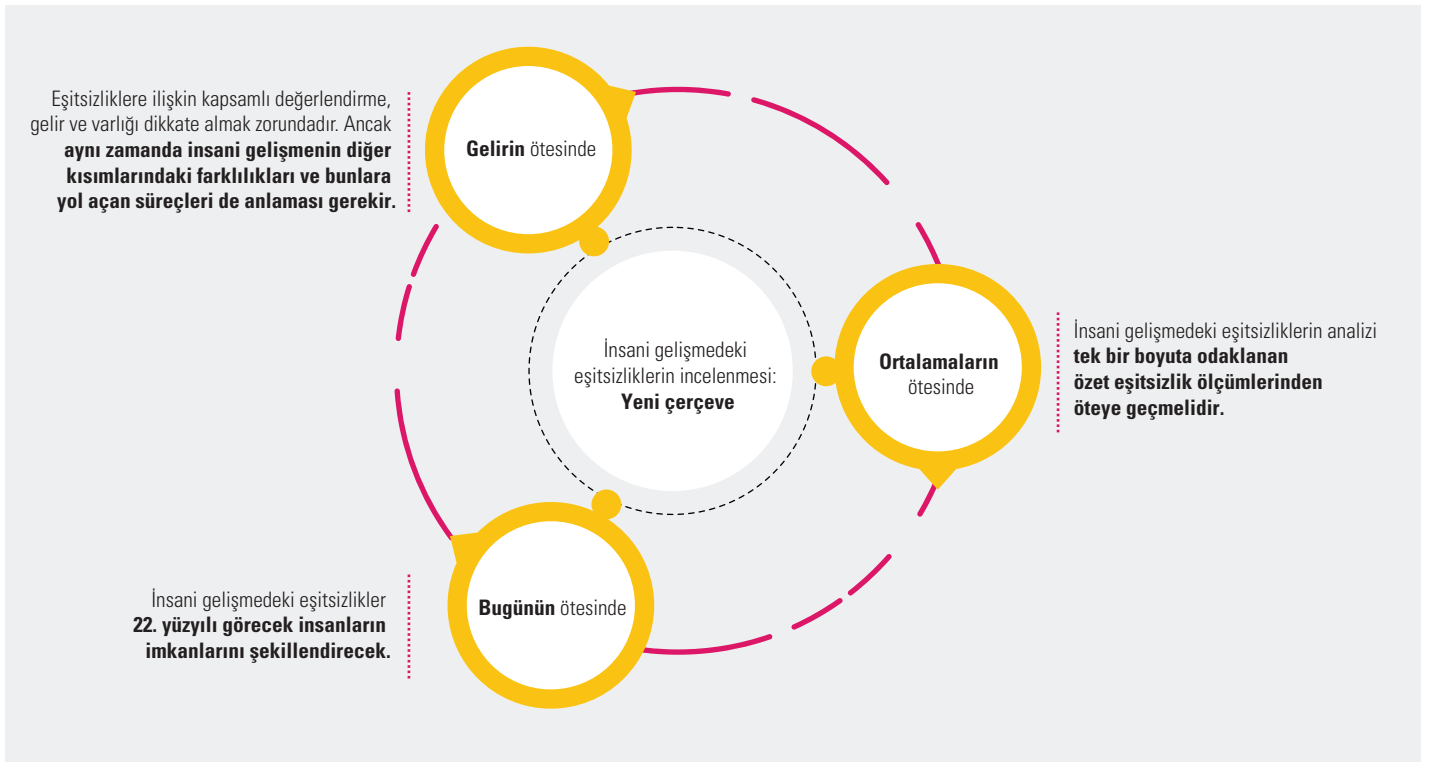 Eşitsizliklere ilişkin kapsamlı değerlendirme,
gelir ve varlığı dikkate almak zorundadır. Ancak
aynı zamanda insani gelişmenin diğer
kısımlarındaki farklılıkları ve bunlara
yol açan süreçleri de anlaması gerekir.
Gelirin ötesinde
İnsani gelişmedeki
eşitsizliklerin incelenmesi:
Yeni çerçeve
Ortalamaların
ötesinde
İnsani gelişmedeki eşitsizliklerin analizi
tek bir boyuta odaklanan
özet eşitsizlik ölçümlerinden
öteye geçmelidir.
Bugünün ötesinde
İnsani gelişmedeki eşitsizlikler
22. yüzyılı görecek insanların
imkanlarını şekillendirecek.